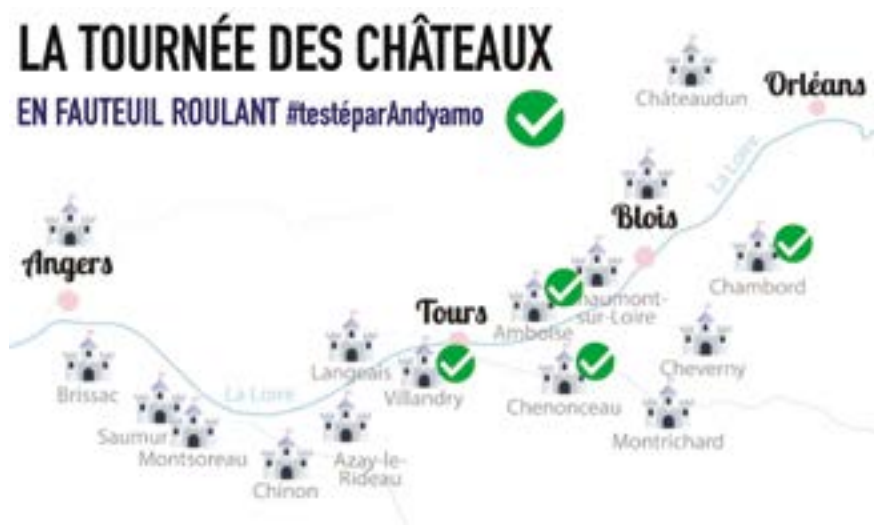 LA TOURNÉE DES CHÂTEAUX
EN FAUTEUIL ROULANT #testéparAndyamo
Châteaudun
Orléans
La Loire
Blois
Angers
Chambord
Chaumont-
sur-Loire
Tours
Amboise
Cheverny
Langeais
Brissac
Villandry
Chenonceau
La Loire
Saumur
Montsoreau
Montrichard
Azay-le-
Rideau
Chinon